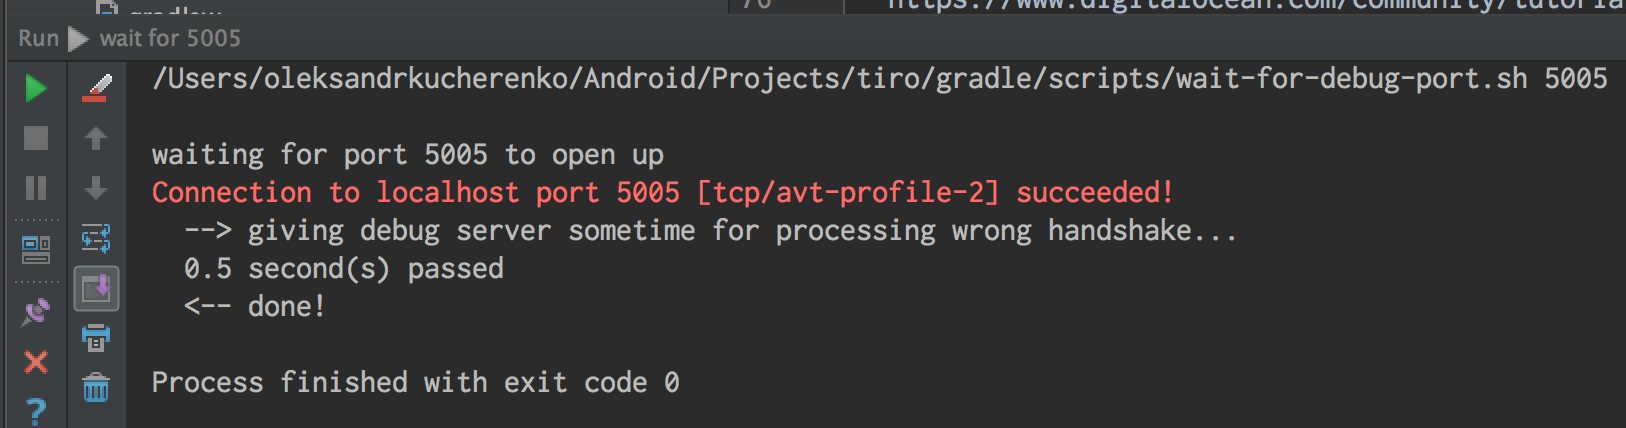 gradlew
76
https://www.digitalocean.com/community/tutoria
Run wait for 5005
/Users/oleksandrkucherenko/Android/Projects/tiro/gradle/scripts/wait-for-debug-port.sh 5005
waiting for port 5005 to open up
Connection to localhost port 5005 [tcp/avt-profile-2] succeeded!
--> giving debug server sometime for processing wrong handshake...
0.5 second(s) passed
<-- done!
Process finished with exit code 0